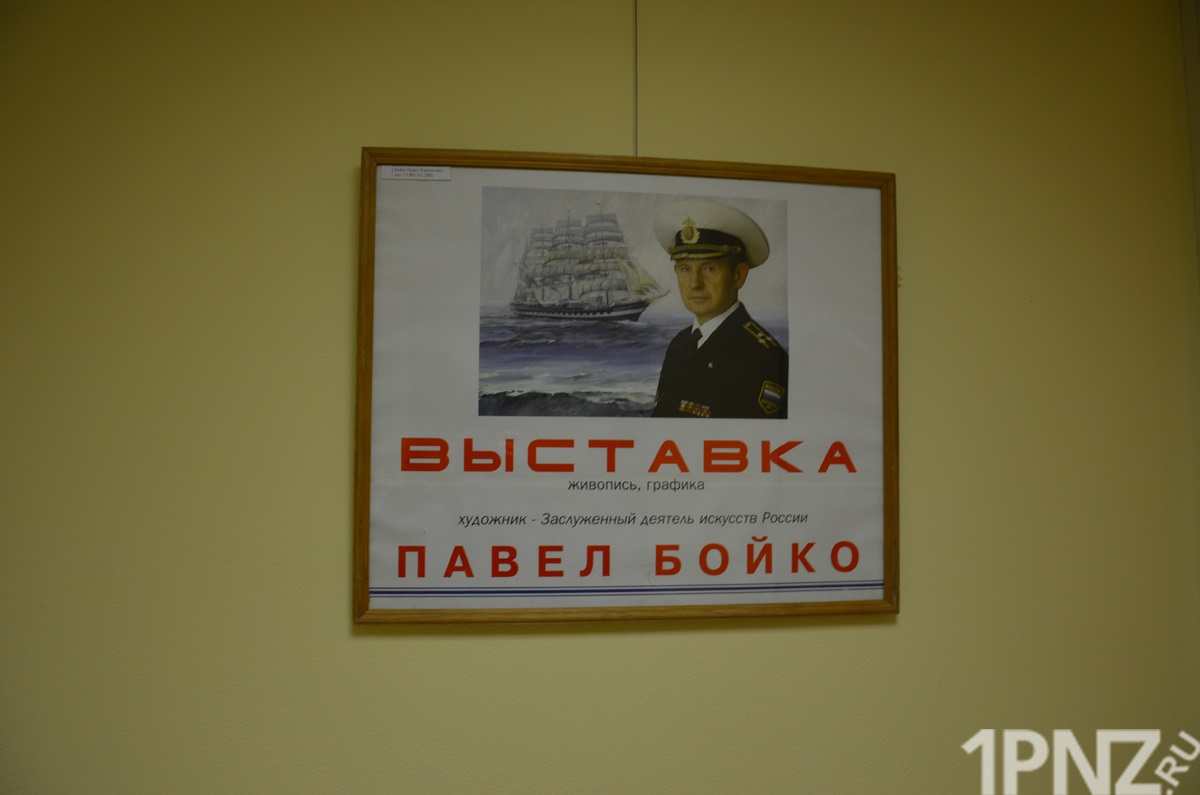 ВЫСТАВКА
живопись, графика
художник - Заслуженный деятель искусств России
ПАВЕЛ БОЙКО
1PNZ.RU